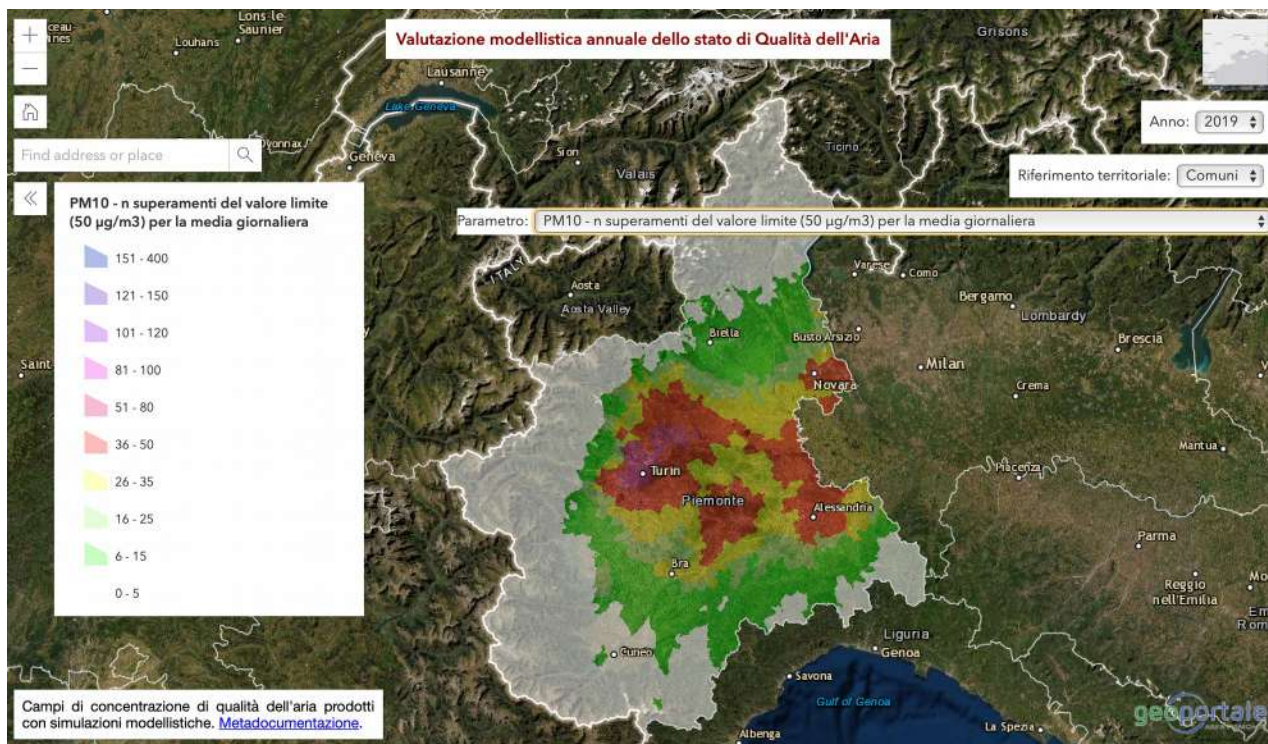 Valutazione modellistica annuale dello stato di Qualità dell'Aria
Anno: 2019
Riferimento territoriale: Comuni
Parametro: PM10 - n superamenti del valore limite (50 µg/m3) per la media giornaliera
+
−
Find address or place
PM10 - n superamenti del valore limite
(50 µg/m3) per la media giornaliera
151 - 400
121 - 150
101 - 120
81 - 100
51 - 80
36 - 50
26 - 35
16 - 25
6 - 15
0 - 5
Campi di concentrazione di qualità dell'aria prodotti
con simulazioni modellistiche. Metadocumentazione.
Lons-le-
Saunier
Louhans
Grisons
Lausanne
Lake Geneva
Oyonnax
Geneva
Sion
Ticino
Valais
ITALY
Aosta
Aosta Valley
Varese
Como
Bergamo
Lombardy
Biella
Busto Arsizio
Brescia
Saint
Milan
Novara
Crema
Mantua
Turin
Piacenza
Piemonte
Alessandria
Parma
Bra
Reggio
nell'Emilia
Mo
Em
Rom
Liguria
Cuneo
Genoa
Savona
Gulf of Genoa
La Spezia
Albenga
geoportale